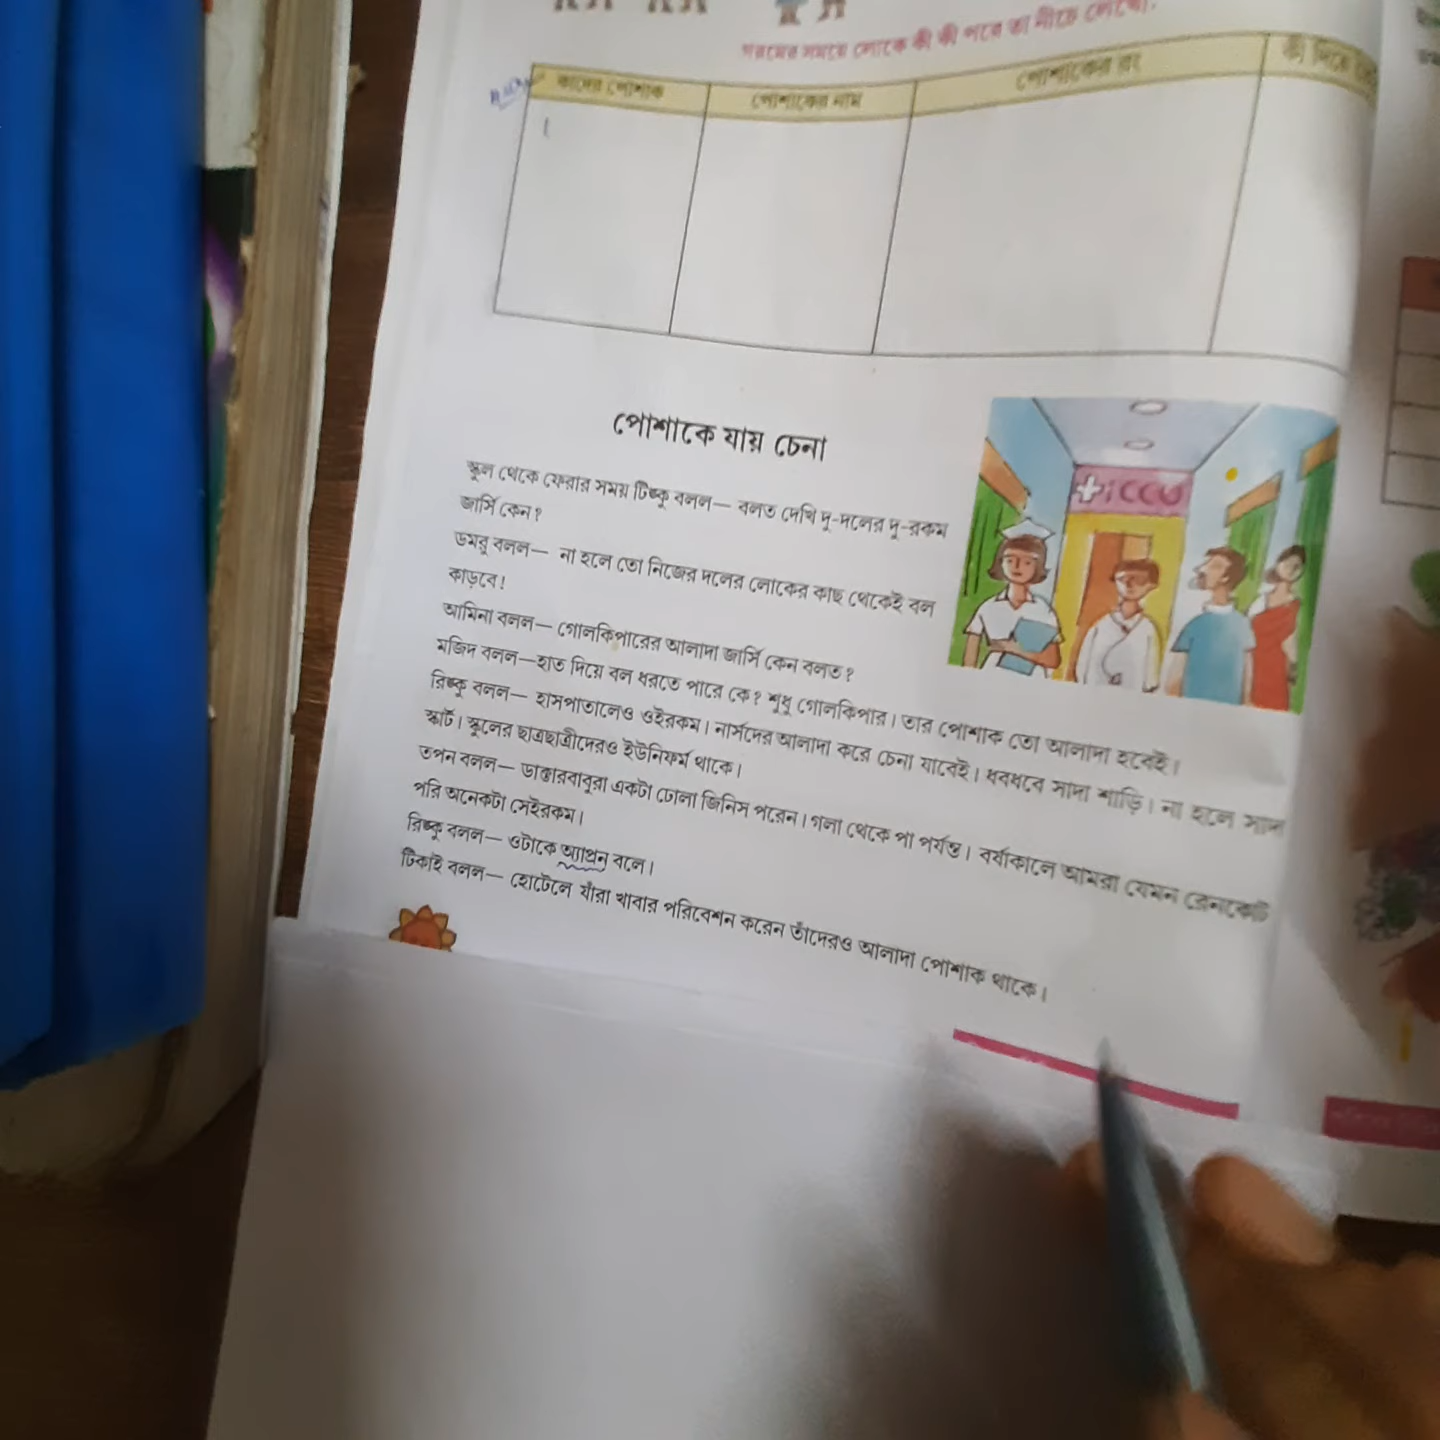 গরমের সময়ে লোকে কী কী পরে তা নীচে লেখো।
কাদের পোশাক পোশাকের নাম পোশাকের রং কী দিয়ে
পোশাকে যায় চেনা
ICCU
স্কুল থেকে ফেরার সময় টিঙ্কু বলল— বলত দেখি দু-দলের দু-রকম
জার্সি কেন?
ডমরু বলল— না হলে তো নিজের দলের লোকের কাছ থেকেই বল
কাড়বে!
আমিনা বলল— গোলকিপারের আলাদা জার্সি কেন বলত?
মজিদ বলল—হাত দিয়ে বল ধরতে পারে কে? শুধু গোলকিপার। তার পোশাক তো আলাদা হবেই।
রিঙ্কু বলল— হাসপাতালেও ওইরকম। নার্সদের আলাদা করে চেনা যাবেই। ধবধবে সাদা শাড়ি। না হলে সাদা
স্কার্ট। স্কুলের ছাত্রছাত্রীদেরও ইউনিফর্ম থাকে।
তপন বলল— ডাক্তারবাবুরা একটা ঢোলা জিনিস পরেন। গলা থেকে পা পর্যন্ত। বর্ষাকালে আমরা যেমন রেনকোট
পরি অনেকটা সেইরকম।
রিঙ্কু বলল— ওটাকে অ্যাপ্রন বলে।
টিকাই বলল— হোটেলে যাঁরা খাবার পরিবেশন করেন তাঁদেরও আলাদা পোশাক থাকে।